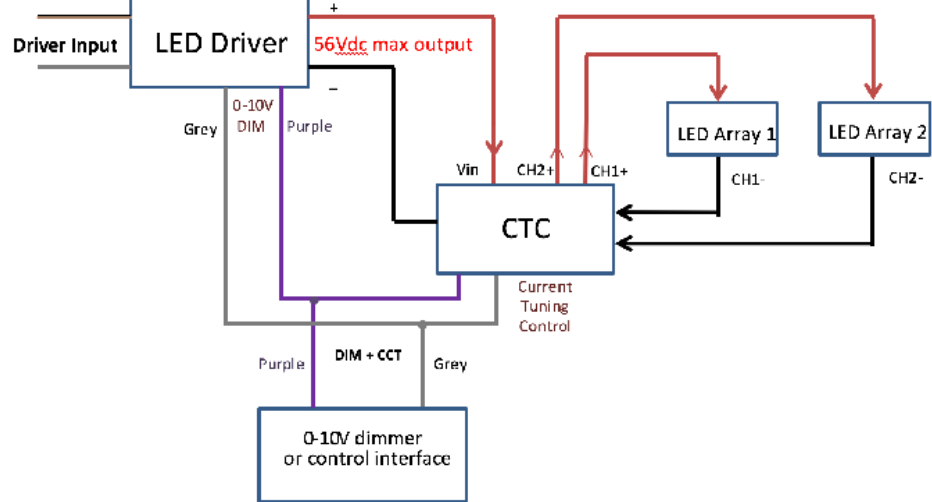 +
Driver Input
LED Driver
56Vdc max output
–
0-10V
DIM
Grey
Purple
Vin
CH2+
CH1+
LED Array 1
LED Array 2
CH1-
CH2-
CTC
Current
Tuning
Control
Purple
DIM + CCT
Grey
0-10V dimmer
or control interface